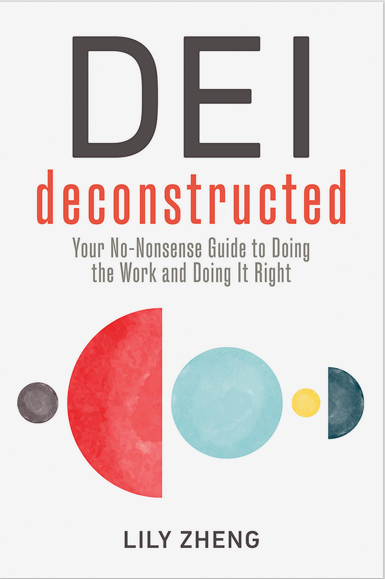 DEI
deconstructed
Your No-Nonsense Guide to Doing
the Work and Doing It Right
LILY ZHENG